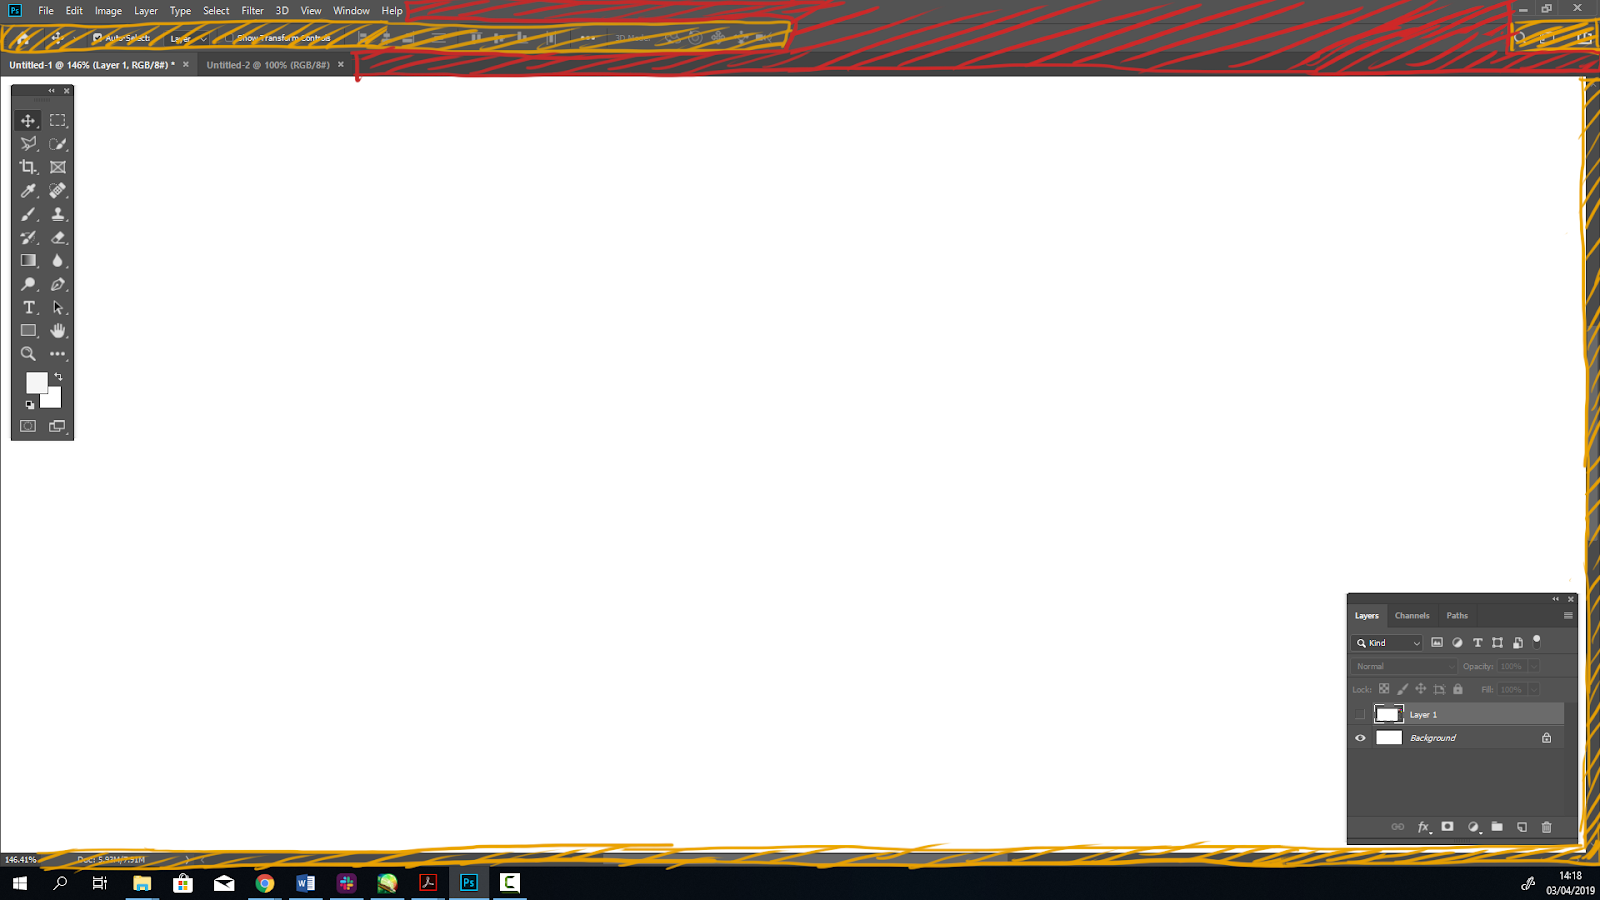 Ps File Edit Image Layer Type Select Filter 3D View Window Help
Auto-Select: Layer Show Transform Controls 3D Mode:
Untitled-1 @ 146% (Layer 1, RGB/8#) * Untitled-2 @ 100% (RGB/8#)
T
Layers Channels Paths
Kind T
Normal Opacity: 100%
Lock: Fill: 100%
Layer 1
Background
fx
146.41% Doc: 5.93M/7.91M
W Ps C
14:18
03/04/2019